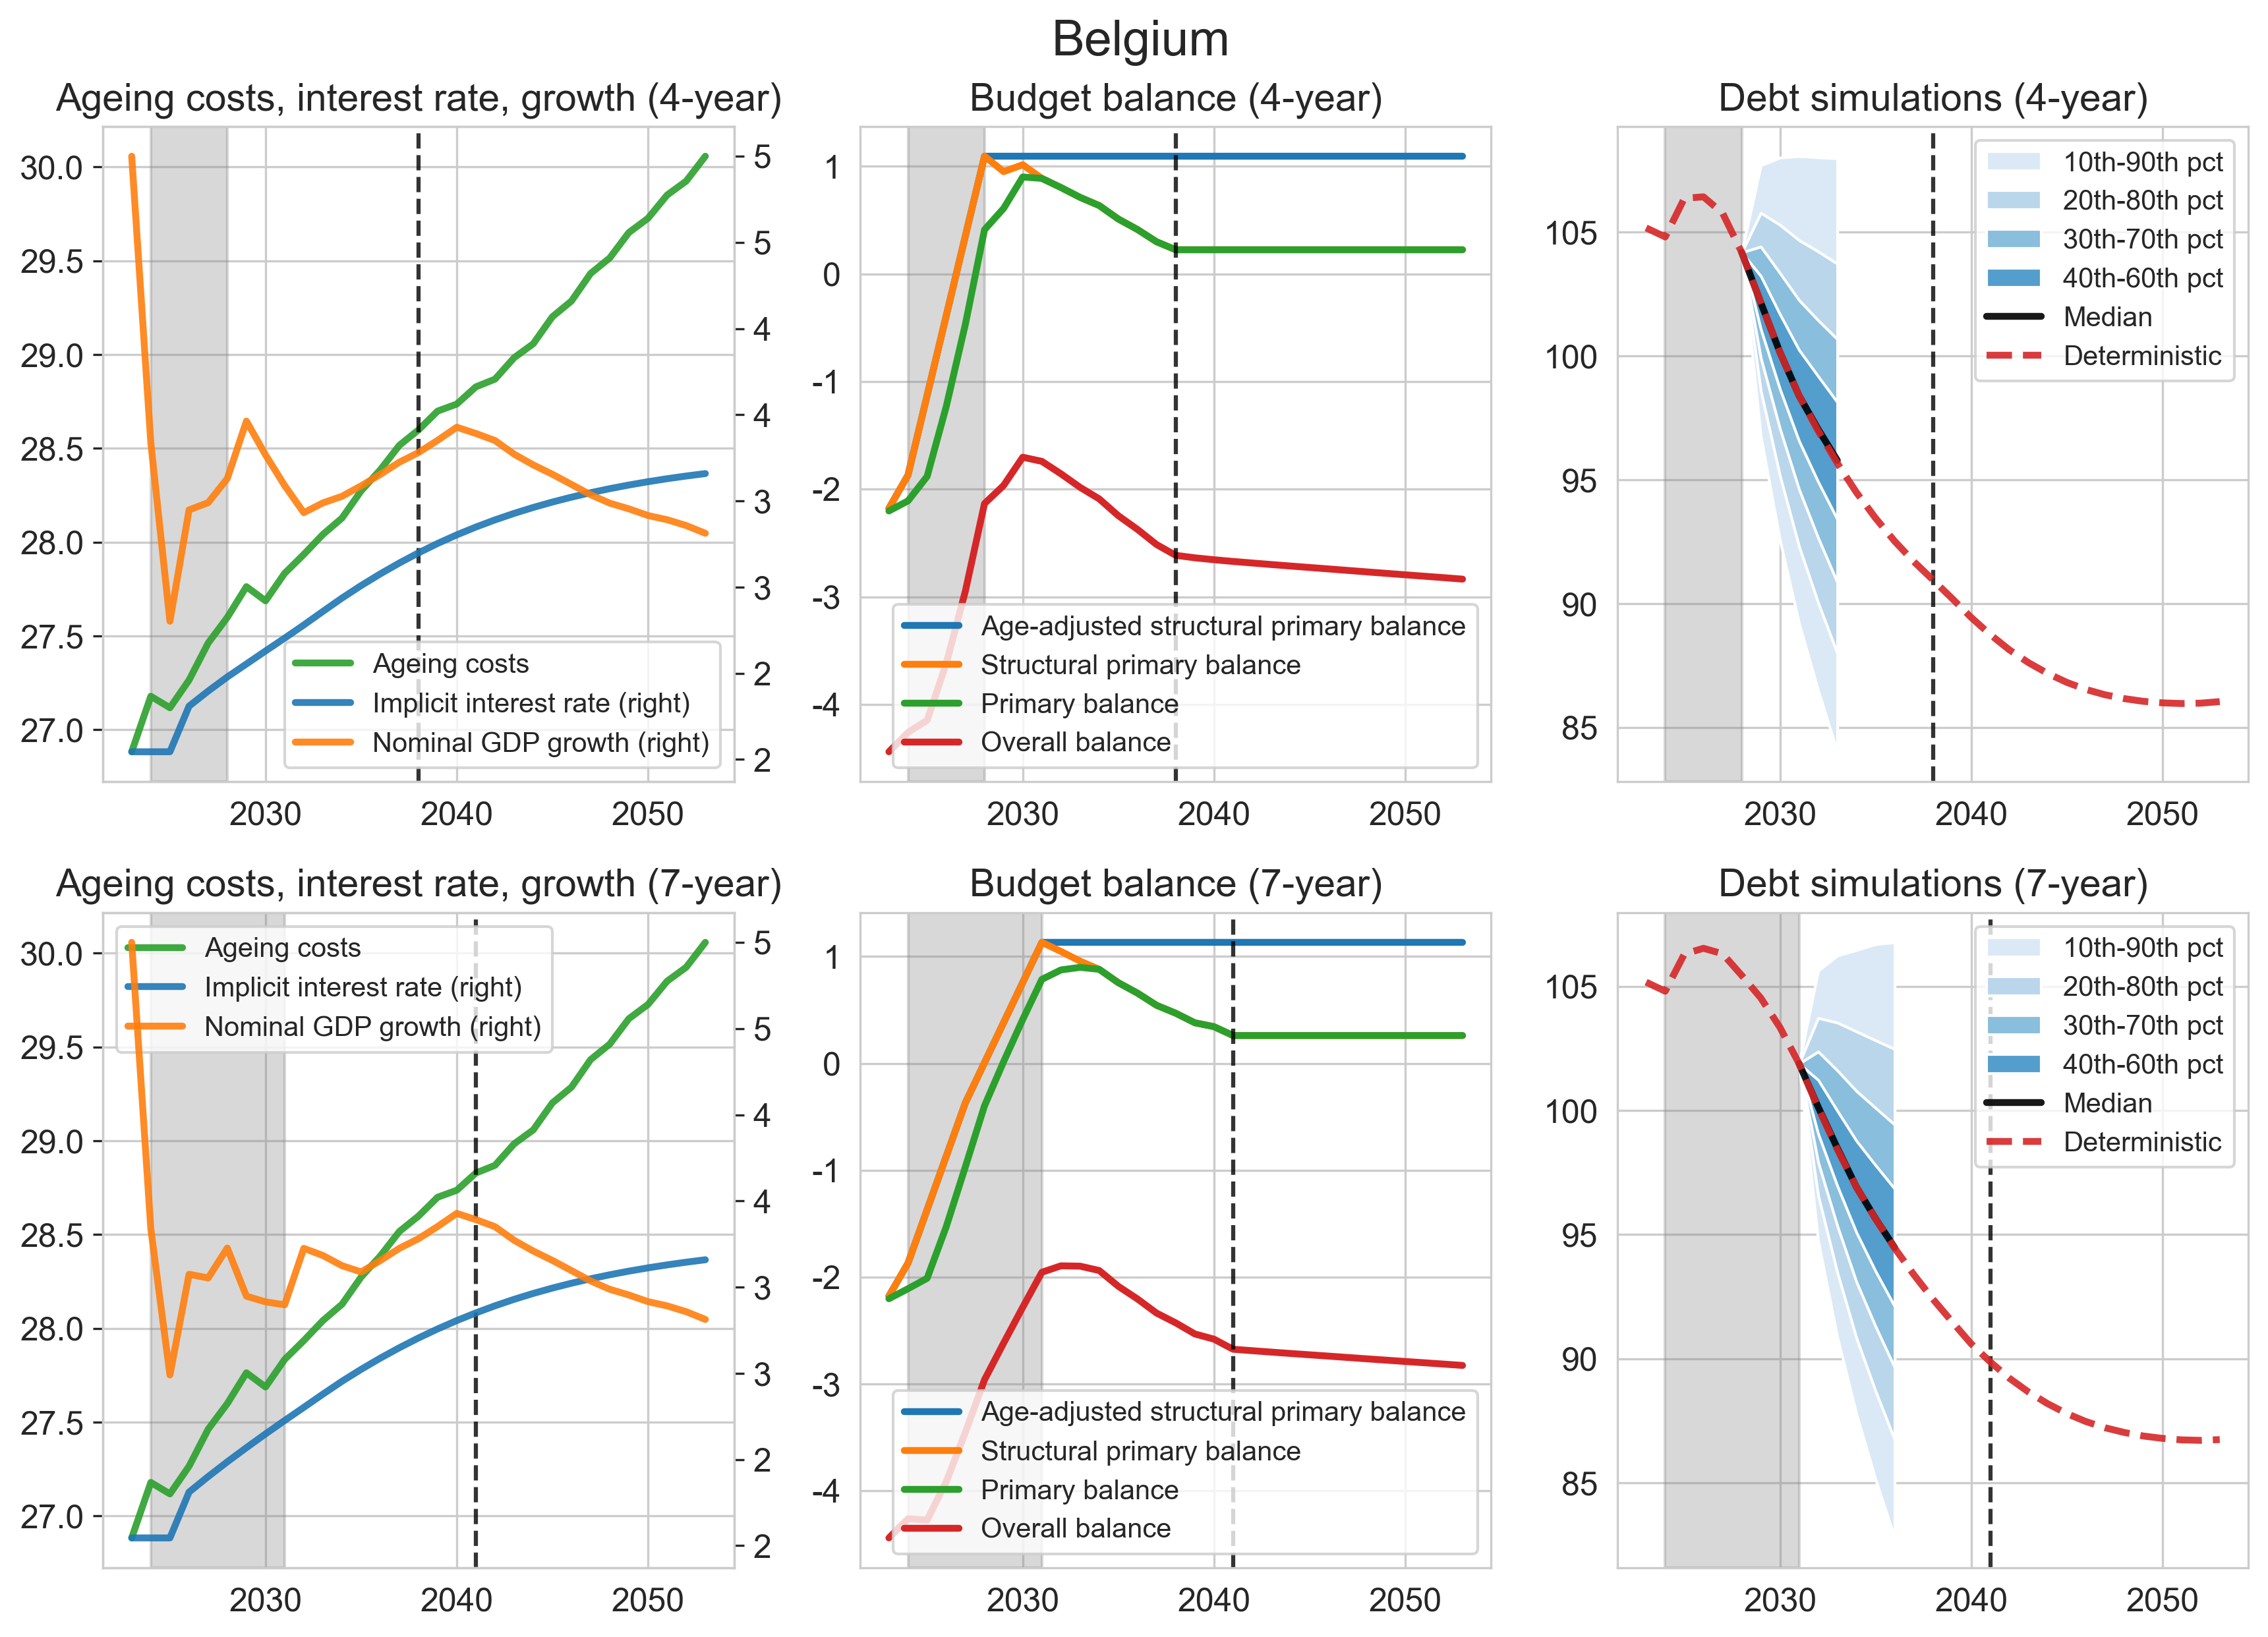 Belgium
Ageing costs, interest rate, growth (4-year)
30.0
29.5
29.0
28.5
28.0
27.5
27.0
5
5
4
4
3
3
2
2
2030
2040
2050
Ageing costs
Implicit interest rate (right)
Nominal GDP growth (right)
Budget balance (4-year)
1
0
-1
-2
-3
-4
2030
2040
2050
Age-adjusted structural primary balance
Structural primary balance
Primary balance
Overall balance
Debt simulations (4-year)
105
100
95
90
85
2030
2040
2050
10th-90th pct
20th-80th pct
30th-70th pct
40th-60th pct
Median
Deterministic
Ageing costs, interest rate, growth (7-year)
30.0
29.5
29.0
28.5
28.0
27.5
27.0
5
5
4
4
3
3
2
2
2030
2040
2050
Ageing costs
Implicit interest rate (right)
Nominal GDP growth (right)
Budget balance (7-year)
1
0
-1
-2
-3
-4
2030
2040
2050
Age-adjusted structural primary balance
Structural primary balance
Primary balance
Overall balance
Debt simulations (7-year)
105
100
95
90
85
2030
2040
2050
10th-90th pct
20th-80th pct
30th-70th pct
40th-60th pct
Median
Deterministic